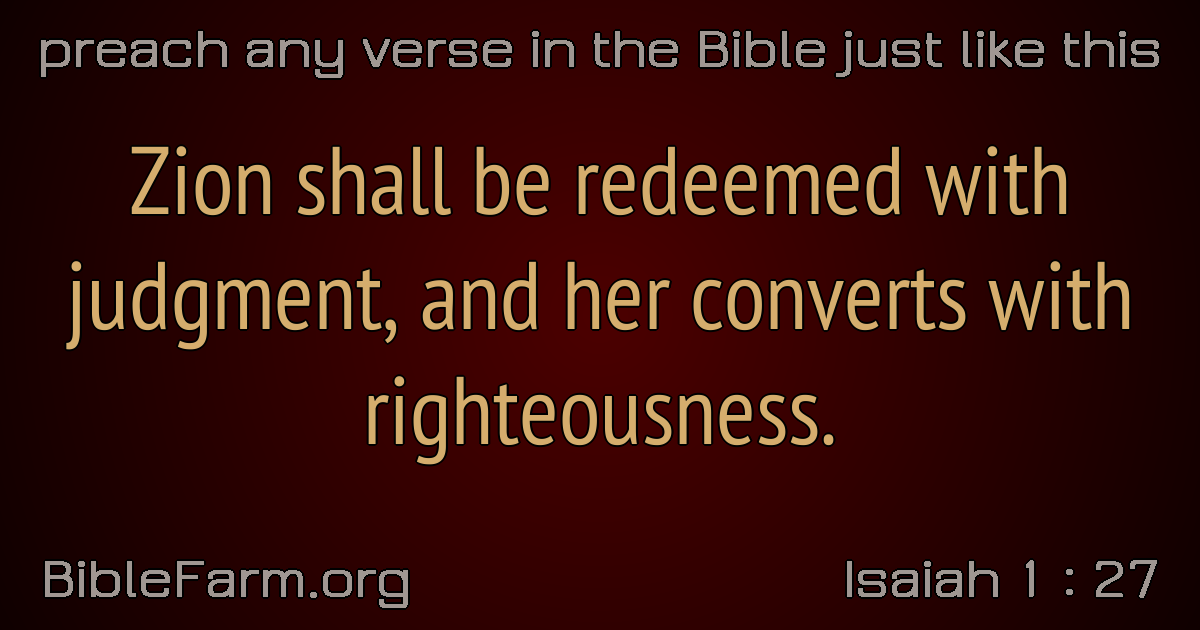 preach any verse in the Bible just like this
Zion shall be redeemed with
judgment, and her converts with
righteousness.
BibleFarm.org
Isaiah 1 : 27